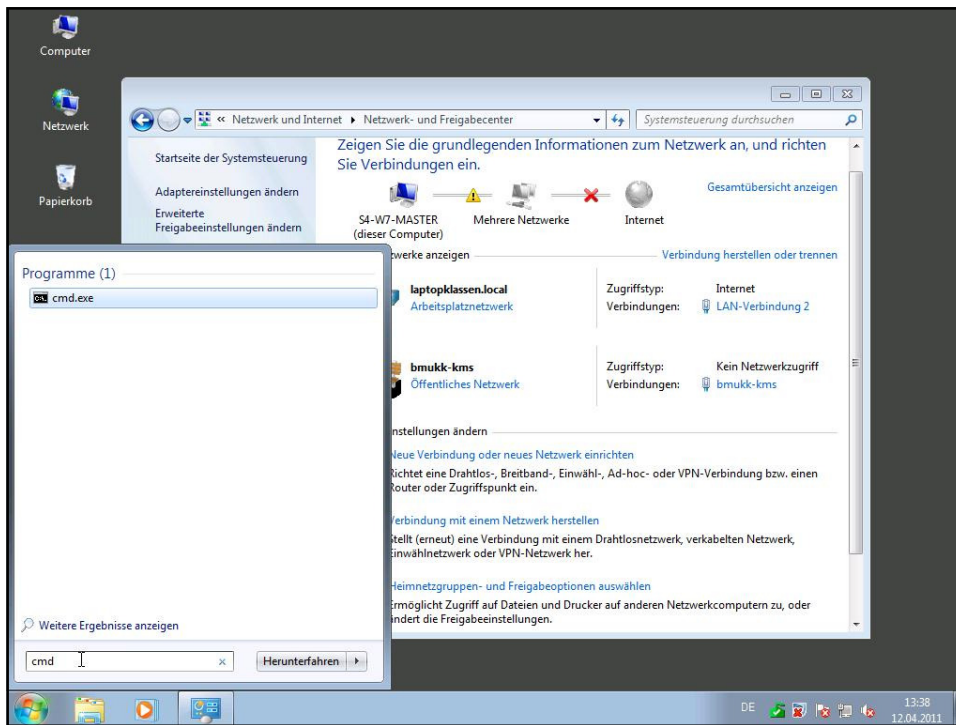 Computer
Netzwerk
Papierkorb
« Netzwerk und Internet ▸ Netzwerk- und Freigabecenter
Systemsteuerung durchsuchen
Startseite der Systemsteuerung
Adaptereinstellungen ändern
Erweiterte
Freigabeeinstellungen ändern
Zeigen Sie die grundlegenden Informationen zum Netzwerk an, und richten
Sie Verbindungen ein.
Gesamtübersicht anzeigen
S4-W7-MASTER
(dieser Computer)
Mehrere Netzwerke
Internet
anzeigen
Verbindung herstellen oder trennen
laptopklassen.local
Arbeitsplatznetzwerk
Zugriffstyp: Internet
Verbindungen: LAN-Verbindung 2
bmukk-kms
Öffentliches Netzwerk
Zugriffstyp: Kein Netzwerkzugriff
Verbindungen: bmukk-kms
nstellungen ändern
Neue Verbindung oder neues Netzwerk einrichten
Richtet eine Drahtlos-, Breitband-, Einwähl-, Ad-hoc- oder VPN-Verbindung bzw. einen
Router oder Zugriffspunkt ein.
Verbindung mit einem Netzwerk herstellen
Stellt (erneut) eine Verbindung mit einem Drahtlosnetzwerk, verkabelten Netzwerk,
Einwählnetzwerk oder VPN-Netzwerk her.
Heimnetzgruppen- und Freigabeoptionen auswählen
Ermöglicht Zugriff auf Dateien und Drucker auf anderen Netzwerkcomputern zu, oder
ändert die Freigabeeinstellungen.
Programme (1)
cmd.exe
Weitere Ergebnisse anzeigen
cmd
Herunterfahren
DE
13:38
12.04.2011